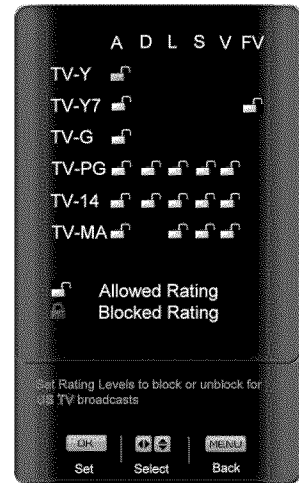 A D L S V FV
TV-Y
TV-Y7
TV-G
TV-PG
TV-14
TV-MA
Allowed Rating
Blocked Rating
Set Rating Levels to block or unblock for
US TV broadcasts
OK MENU
Set Select Back